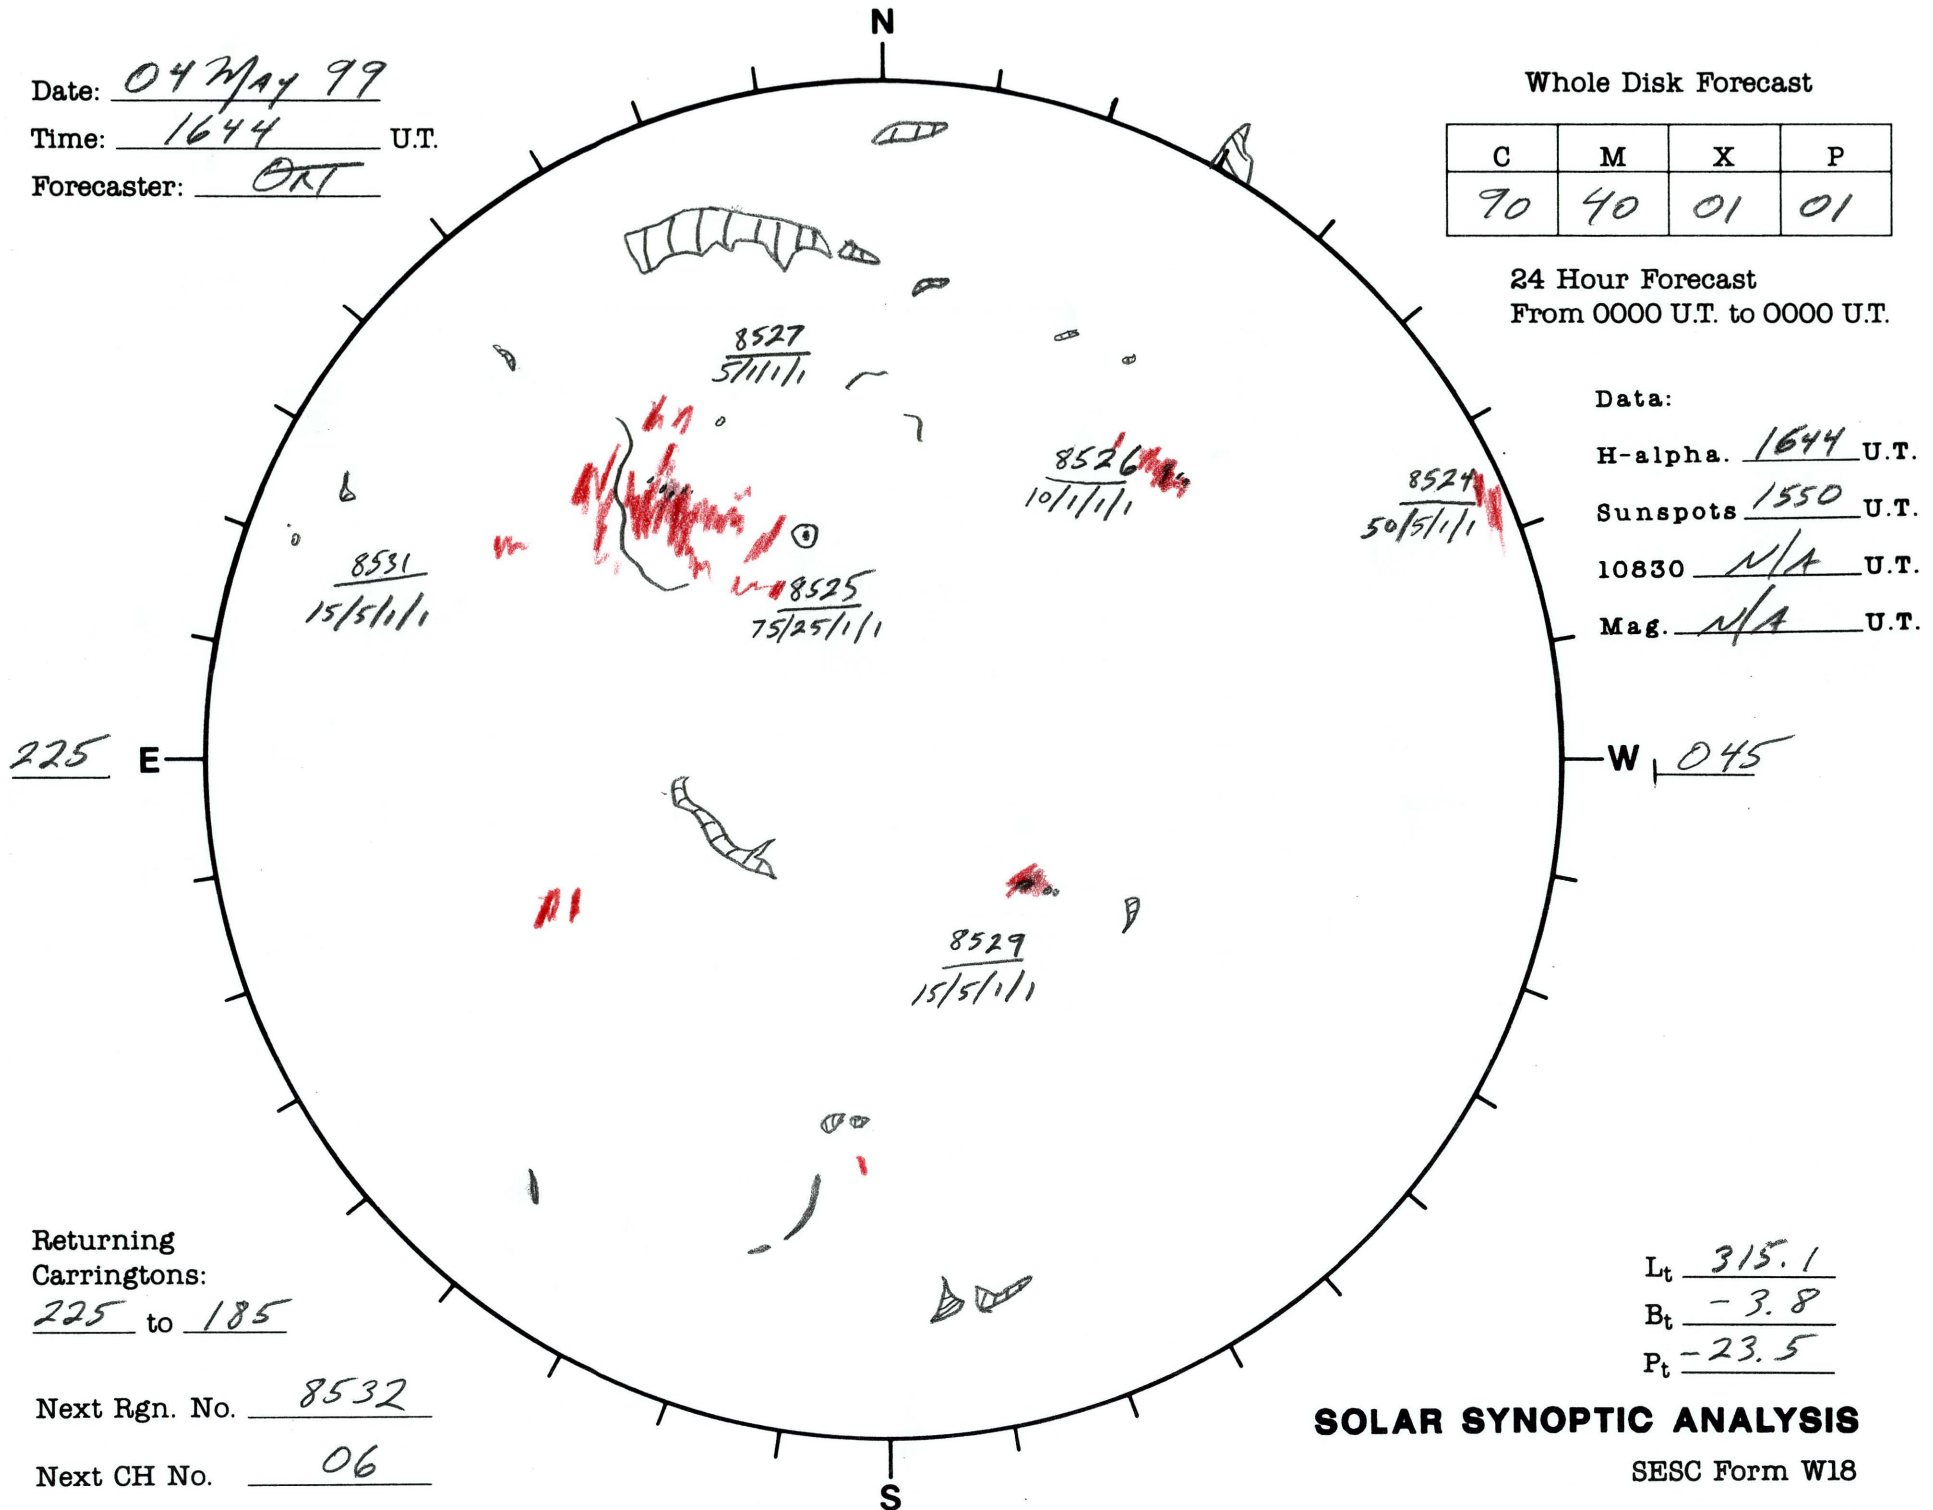 N
Date: 04 May 99
Time: 1644 U.T.
Forecaster: ORT
Whole Disk Forecast
C M X P
90 40 01 01
24 Hour Forecast
From 0000 U.T. to 0000 U.T.
Data:
H-alpha. 1644 U.T.
Sunspots 1550 U.T.
10830 N/A U.T.
Mag. N/A U.T.
8527
5/1/1/1
8526
10/1/1/1
8524
50/5/1/1
8531
15/5/1/1
8525
75/25/1/1
225 E
W 045
8529
15/5/1/1
Returning
Carringtons:
225 to 185
Next Rgn. No. 8532
Next CH No. 06
Lt 315.1
Bt -3.8
Pt -23.5
SOLAR SYNOPTIC ANALYSIS
SESC Form W18
S